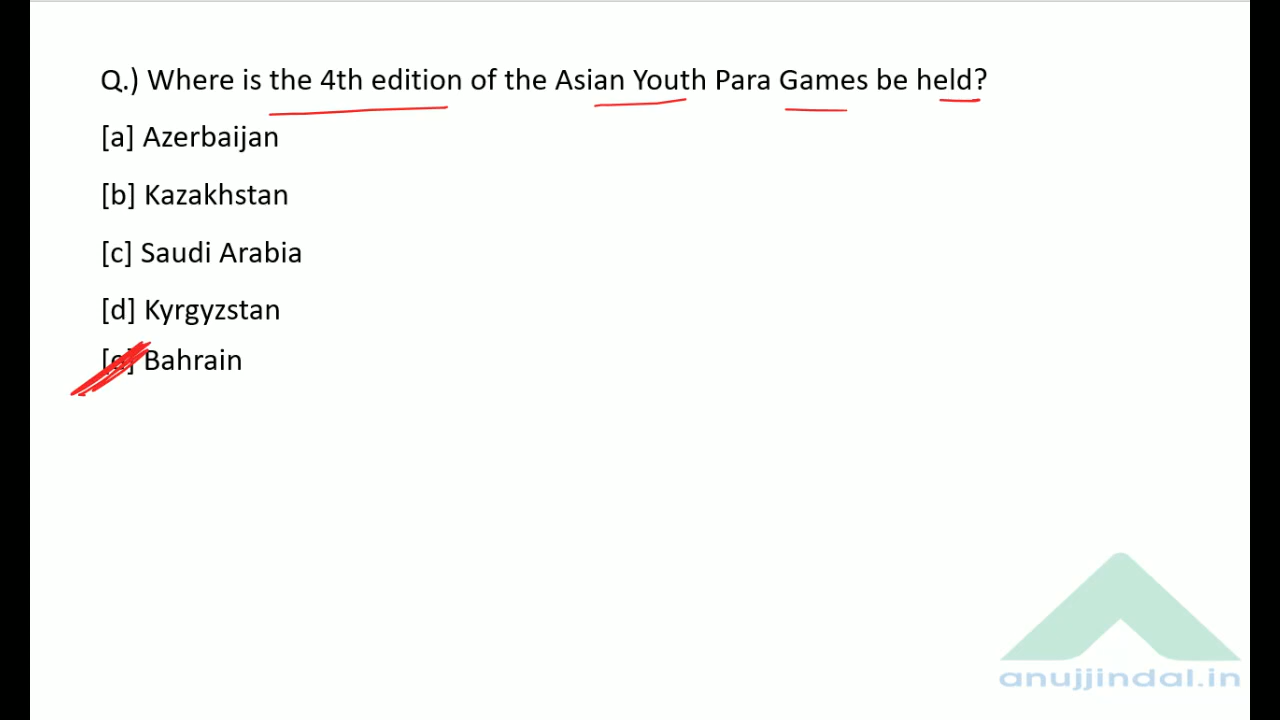 Q.) Where is the 4th edition of the Asian Youth Para Games be held?
[a] Azerbaijan
[b] Kazakhstan
[c] Saudi Arabia
[d] Kyrgyzstan
[e] Bahrain
anujjindal.in